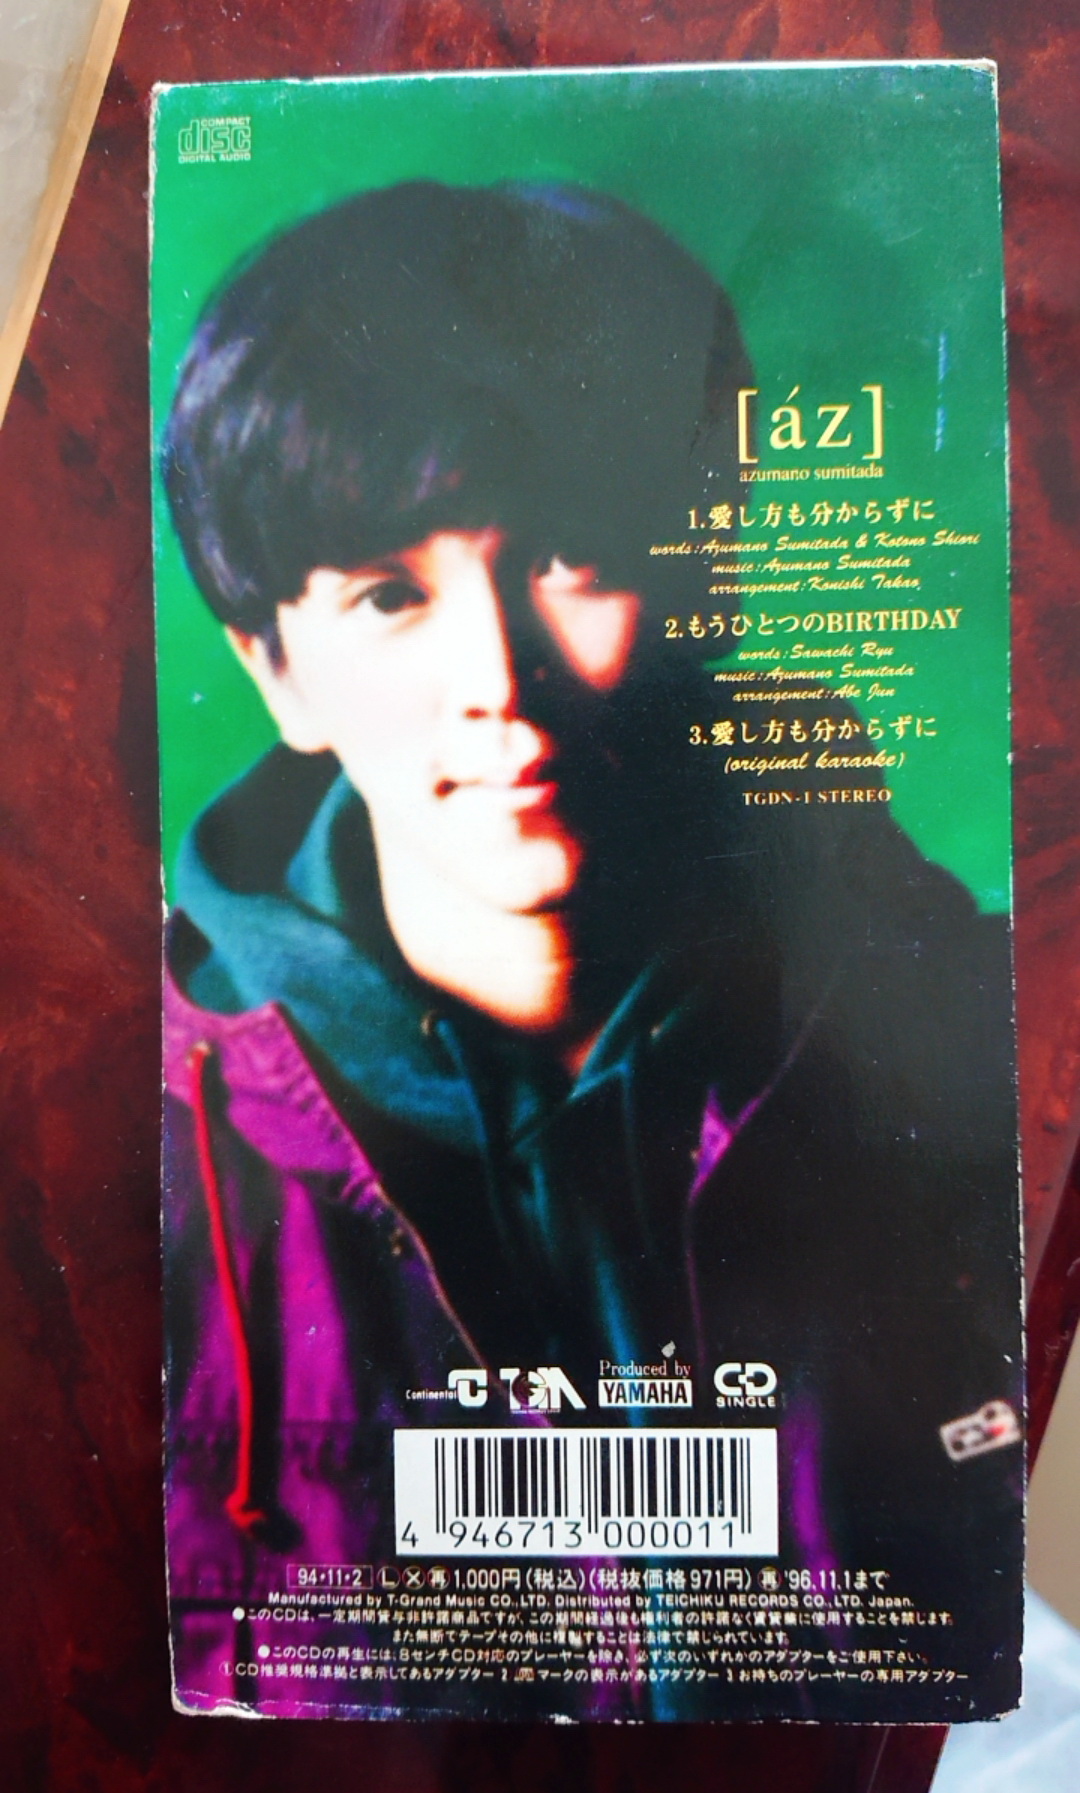 COMPACT
disc
DIGITAL AUDIO
[áz]
azumano sumitada
1.愛し方も分からずに
words:Azumano Sumitada & Kotono Shiori
music:Azumano Sumitada
arrangement:Konishi Takao
2.もうひとつのBIRTHDAY
words:Sawachi Ryu
music:Azumano Sumitada
arrangement:Abe Jun
3.愛し方も分からずに
(original karaoke)
TGDN-1 STEREO
Continental
Produced by
YAMAHA
CD
SINGLE
4 946713 000011
94・11・2 Ⓛ Ⓧ ㊢ 1,000円(税込)(税抜価格971円) 再 '96.11.1まで
Manufactured by T-Grand Music CO.,LTD. Distributed by TEICHIKU RECORDS CO.,LTD. Japan.
●このCDは、一定期間貸与非許諾商品ですが、この期間経過後も権利者の許諾なく賃貸業に使用することを禁じます。
また無断でテープその他に複製することは法律で禁じられています。
●このCDの再生には、8センチCD対応のプレーヤーを除き、必ず次のいずれかのアダプターをご使用下さい。
1 CD推奨規格準拠と表示してあるアダプター 2 マークの表示があるアダプター 3 お持ちのプレーヤーの専用アダプター